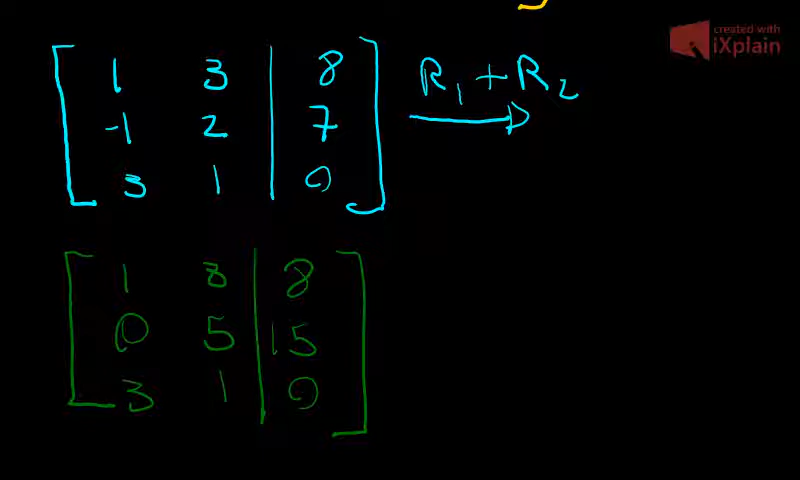 created with
iXplain
1 3 | 8
-1 2 | 7
3 1 | 0
R1 + R2
1 3 | 8
0 5 | 15
3 1 | 0